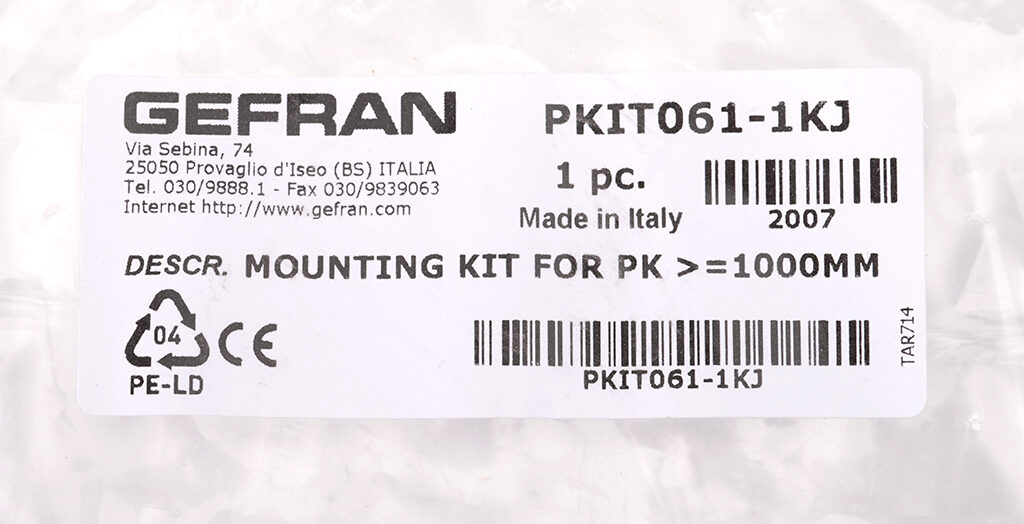 GEFRAN
Via Sebina, 74
25050 Provaglio d'Iseo (BS) ITALIA
Tel. 030/9888.1 - Fax 030/9839063
Internet http://www.gefran.com
PKIT061-1KJ
1 pc.
Made in Italy
2007
DESCR. MOUNTING KIT FOR PK >=1000MM
04
PE-LD
CE
PKIT061-1KJ
TAR714